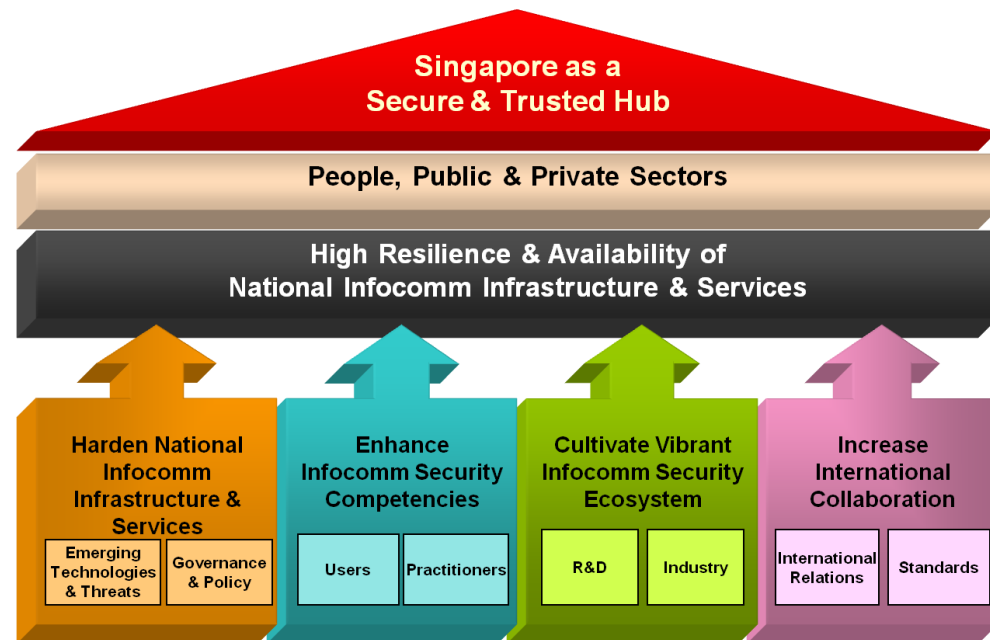 Singapore as a
Secure & Trusted Hub
People, Public & Private Sectors
High Resilience & Availability of
National Infocomm Infrastructure & Services
Harden National
Infocomm
Infrastructure &
Services
Emerging
Technologies
& Threats
Governance
& Policy
Enhance
Infocomm Security
Competencies
Users
Practitioners
Cultivate Vibrant
Infocomm Security
Ecosystem
R&D
Industry
Increase
International
Collaboration
International
Relations
Standards